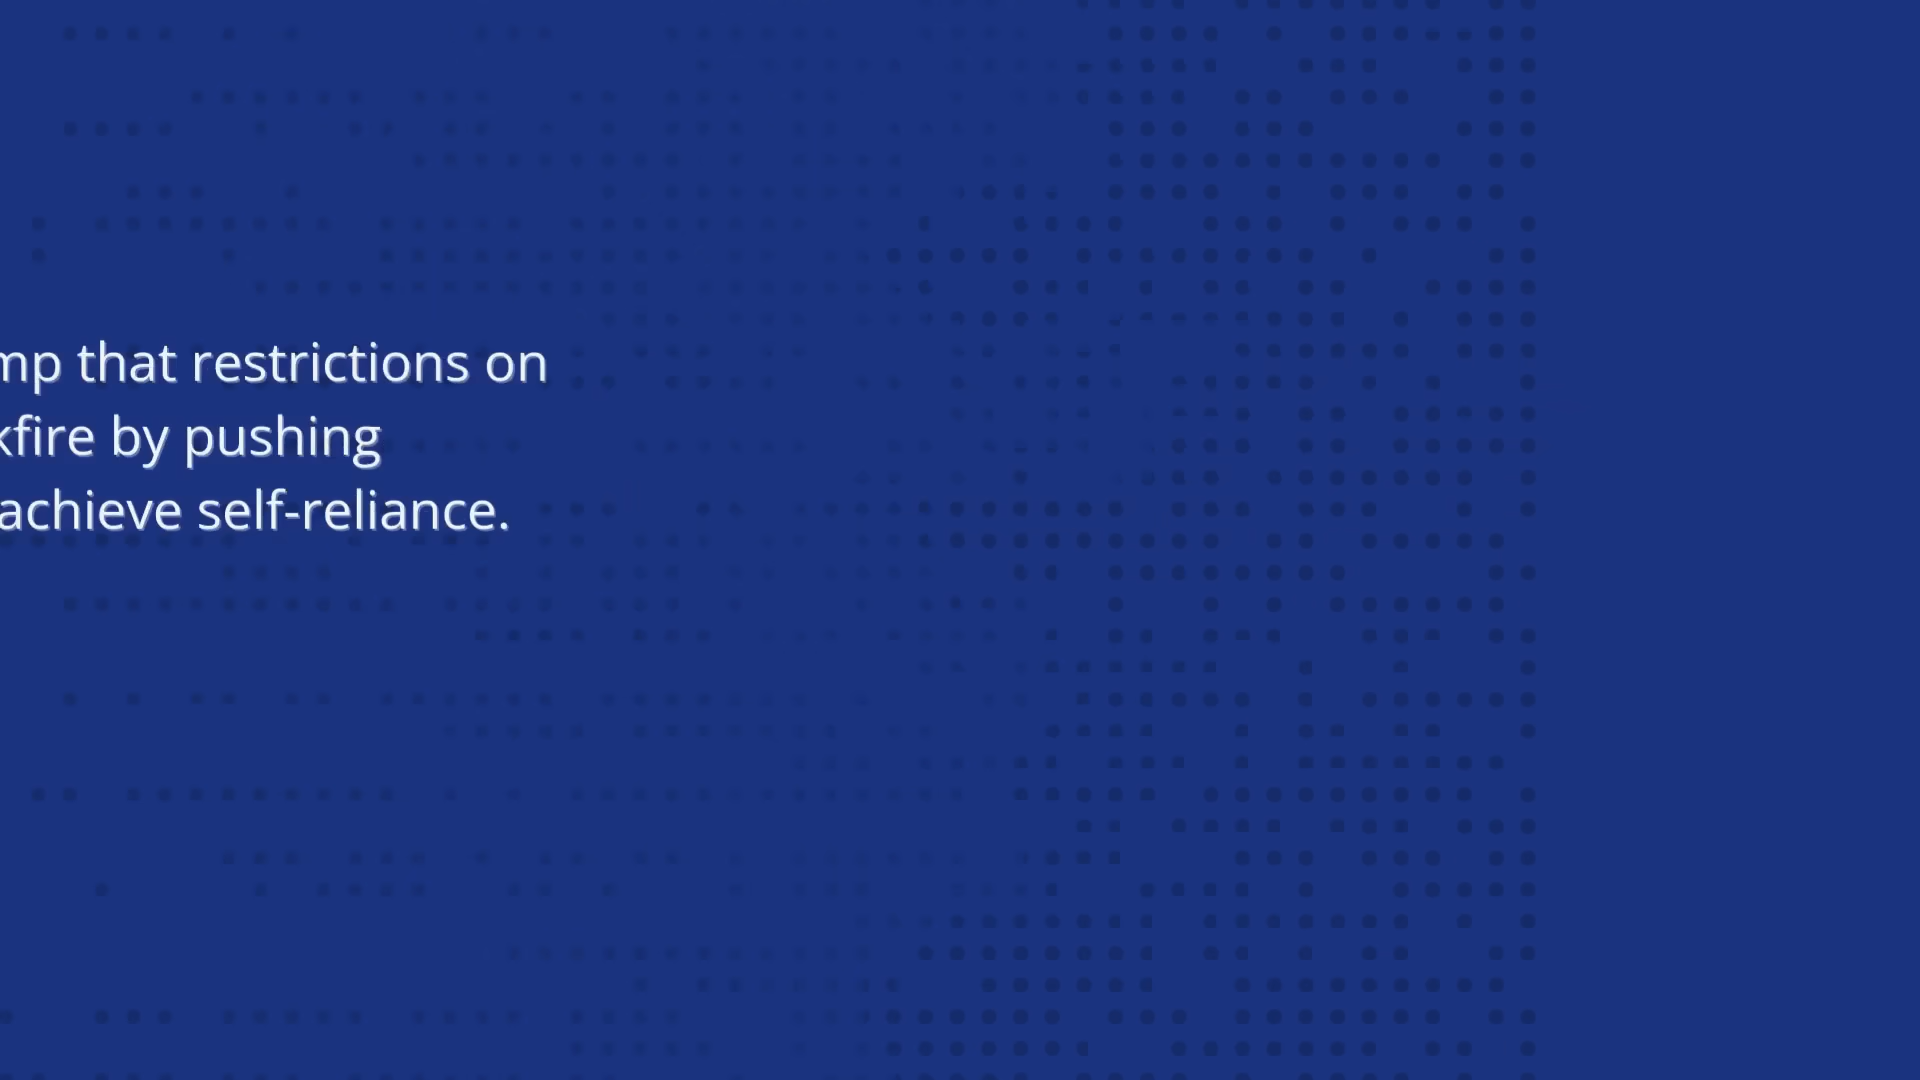 mp that restrictions on
kfire by pushing
achieve self-reliance.